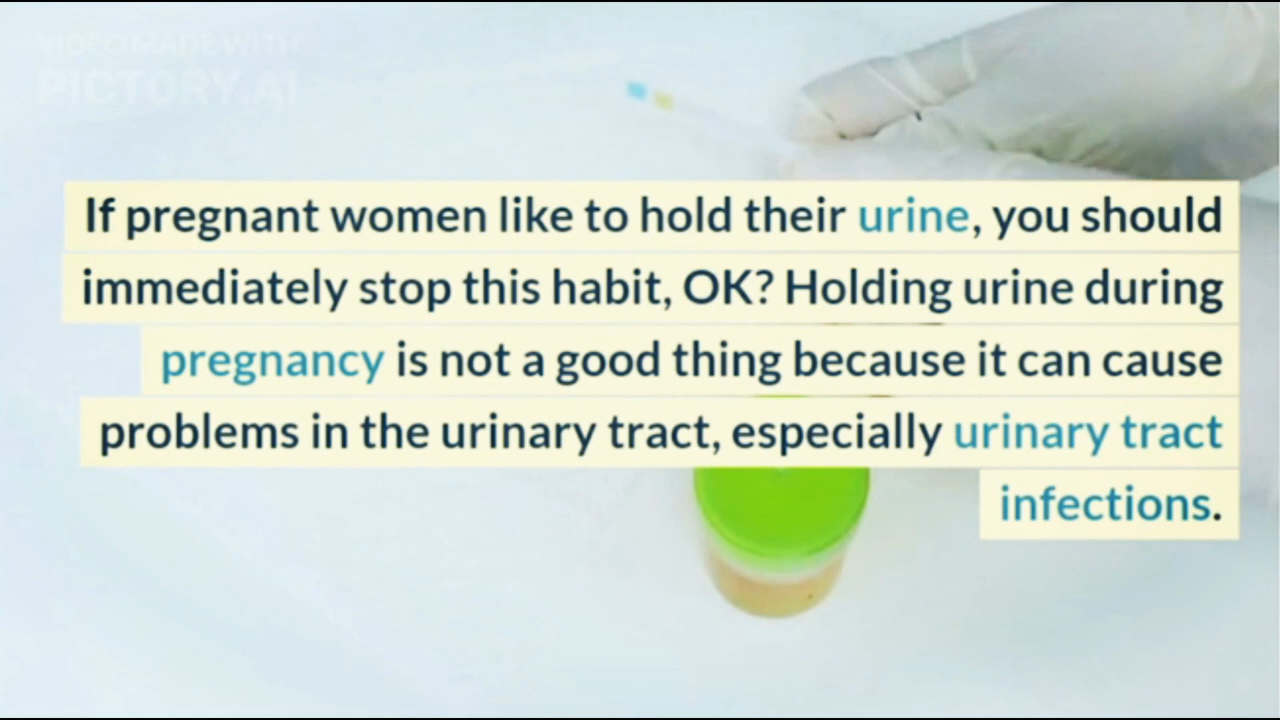 VIDEO MADE WITH
PICTORY.AI
If pregnant women like to hold their urine, you should
immediately stop this habit, OK? Holding urine during
pregnancy is not a good thing because it can cause
problems in the urinary tract, especially urinary tract
infections.